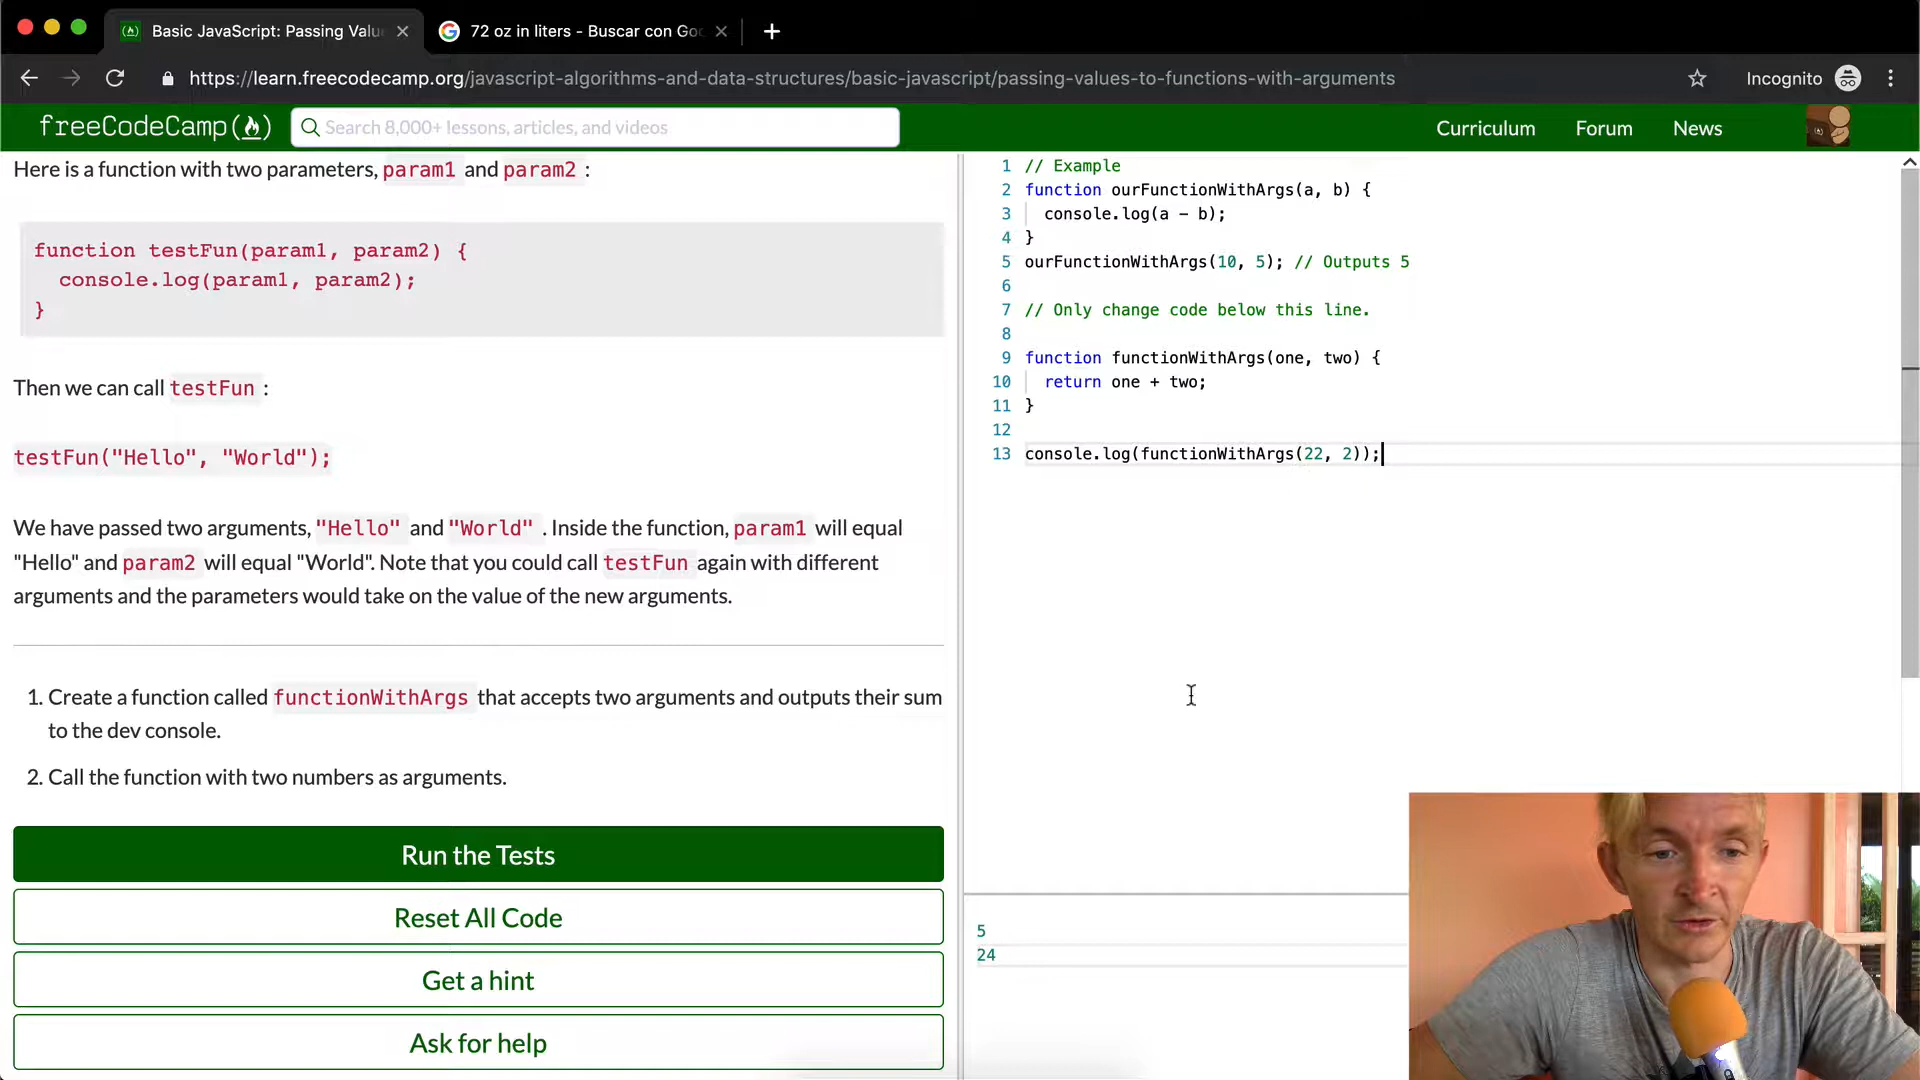 Basic JavaScript: Passing Valu
72 oz in liters - Buscar con Goo
https://learn.freecodecamp.org/javascript-algorithms-and-data-structures/basic-javascript/passing-values-to-functions-with-arguments
Incognito
freeCodeCamp
Search 8,000+ lessons, articles, and videos
Curriculum
Forum
News
Here is a function with two parameters, param1 and param2 :
function testFun(param1, param2) {
console.log(param1, param2);
}
Then we can call testFun :
testFun("Hello", "World");
We have passed two arguments, "Hello" and "World" . Inside the function, param1 will equal
"Hello" and param2 will equal "World". Note that you could call testFun again with different
arguments and the parameters would take on the value of the new arguments.
1. Create a function called functionWithArgs that accepts two arguments and outputs their sum
to the dev console.
2. Call the function with two numbers as arguments.
Run the Tests
Reset All Code
Get a hint
Ask for help
1 // Example
2 function ourFunctionWithArgs(a, b) {
3 console.log(a - b);
4 }
5 ourFunctionWithArgs(10, 5); // Outputs 5
6
7 // Only change code below this line.
8
9 function functionWithArgs(one, two) {
10 return one + two;
11 }
12
13 console.log(functionWithArgs(22, 2));
5
24